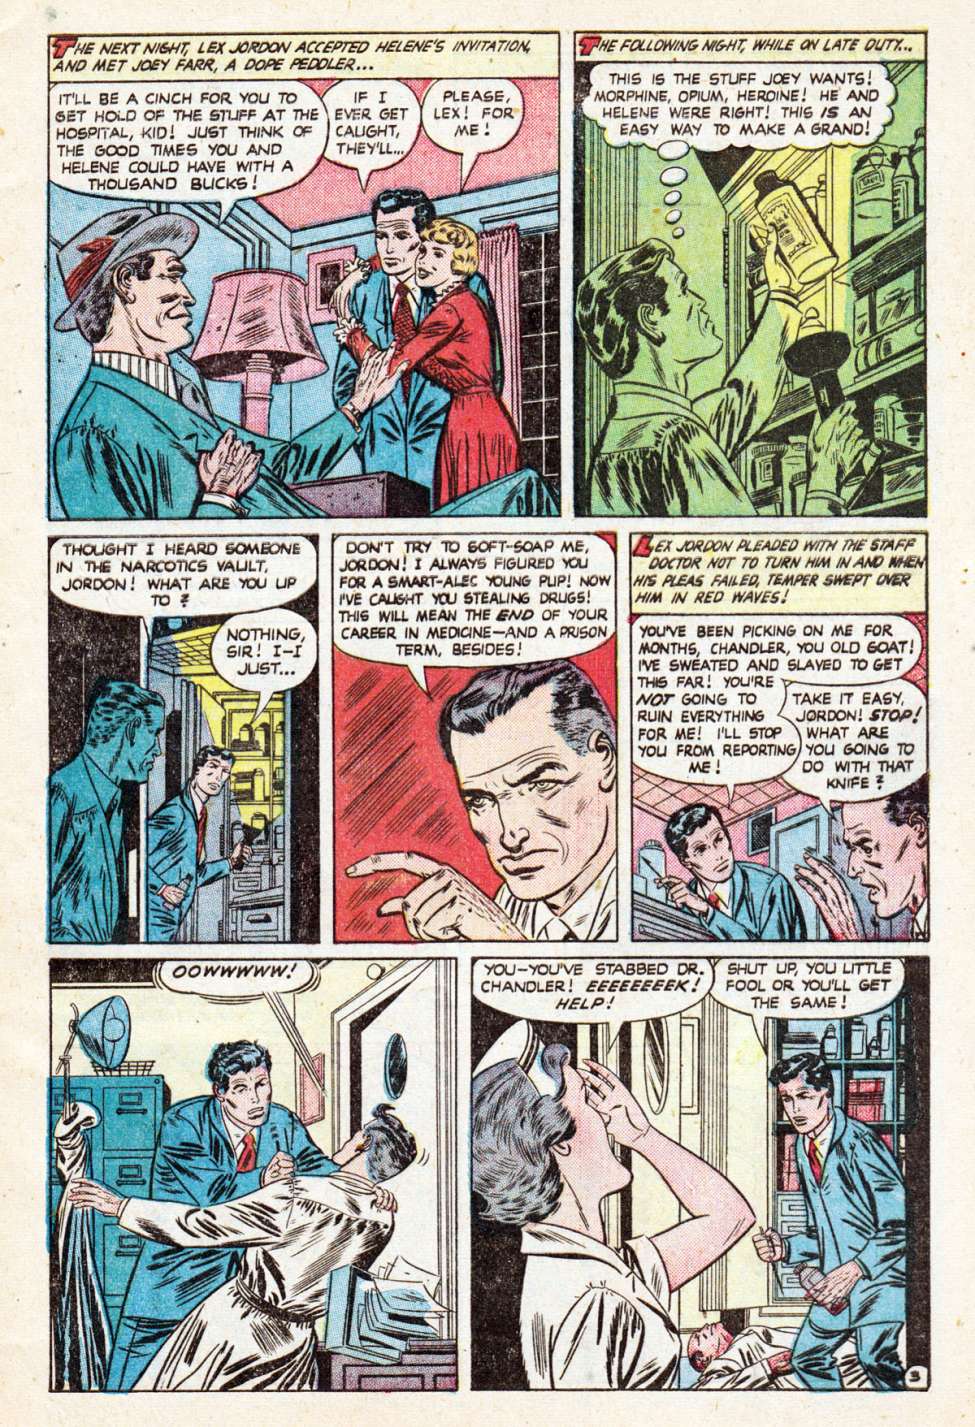 THE NEXT NIGHT, LEX JORDON ACCEPTED HELENE'S INVITATION,
AND MET JOEY FARR, A DOPE PEDDLER...
IT'LL BE A CINCH FOR YOU TO
GET HOLD OF THE STUFF AT THE
HOSPITAL, KID! JUST THINK OF
THE GOOD TIMES YOU AND
HELENE COULD HAVE WITH A
THOUSAND BUCKS!
IF I
EVER GET
CAUGHT,
THEY'LL...
PLEASE,
LEX! FOR
ME!
THE FOLLOWING NIGHT, WHILE ON LATE DUTY...
THIS IS THE STUFF JOEY WANTS!
MORPHINE, OPIUM, HEROINE! HE AND
HELENE WERE RIGHT! THIS IS AN
EASY WAY TO MAKE A GRAND!
THOUGHT I HEARD SOMEONE
IN THE NARCOTICS VAULT,
JORDON! WHAT ARE YOU UP
TO?
NOTHING,
SIR! I-I
JUST...
DON'T TRY TO SOFT-SOAP ME,
JORDON! I ALWAYS FIGURED YOU
FOR A SMART-ALEC YOUNG PUP! NOW
I'VE CAUGHT YOU STEALING DRUGS!
THIS WILL MEAN THE END OF YOUR
CAREER IN MEDICINE—AND A PRISON
TERM, BESIDES!
LEX JORDON PLEADED WITH THE STAFF
DOCTOR NOT TO TURN HIM IN AND WHEN
HIS PLEAS FAILED, TEMPER SWEPT OVER
HIM IN RED WAVES!
YOU'VE BEEN PICKING ON ME FOR
MONTHS, CHANDLER, YOU OLD GOAT!
I'VE SWEATED AND SLAVED TO GET
THIS FAR! YOU'RE
NOT GOING TO
RUIN EVERYTHING
FOR ME! I'LL STOP
YOU FROM REPORTING
ME!
TAKE IT EASY,
JORDON! STOP!
WHAT ARE
YOU GOING TO
DO WITH THAT
KNIFE?
OOWWWWW!
YOU-YOU'VE STABBED DR.
CHANDLER! EEEEEEEEK!
HELP!
SHUT UP, YOU LITTLE
FOOL OR YOU'LL GET
THE SAME!
3